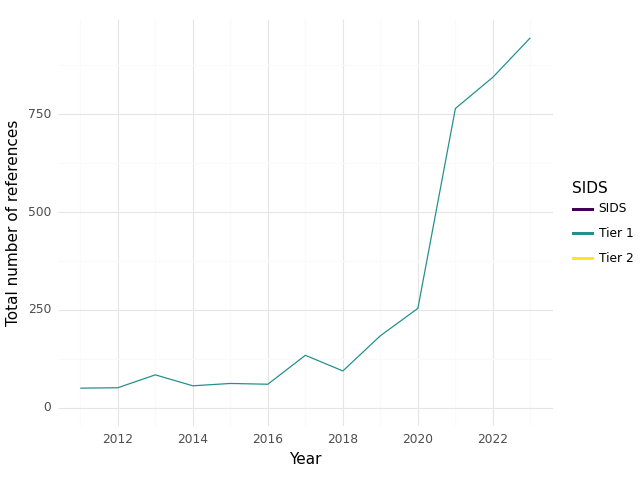 Total number of references
750
500
250
0
2012 2014 2016 2018 2020 2022
Year
SIDS
SIDS
Tier 1
Tier 2